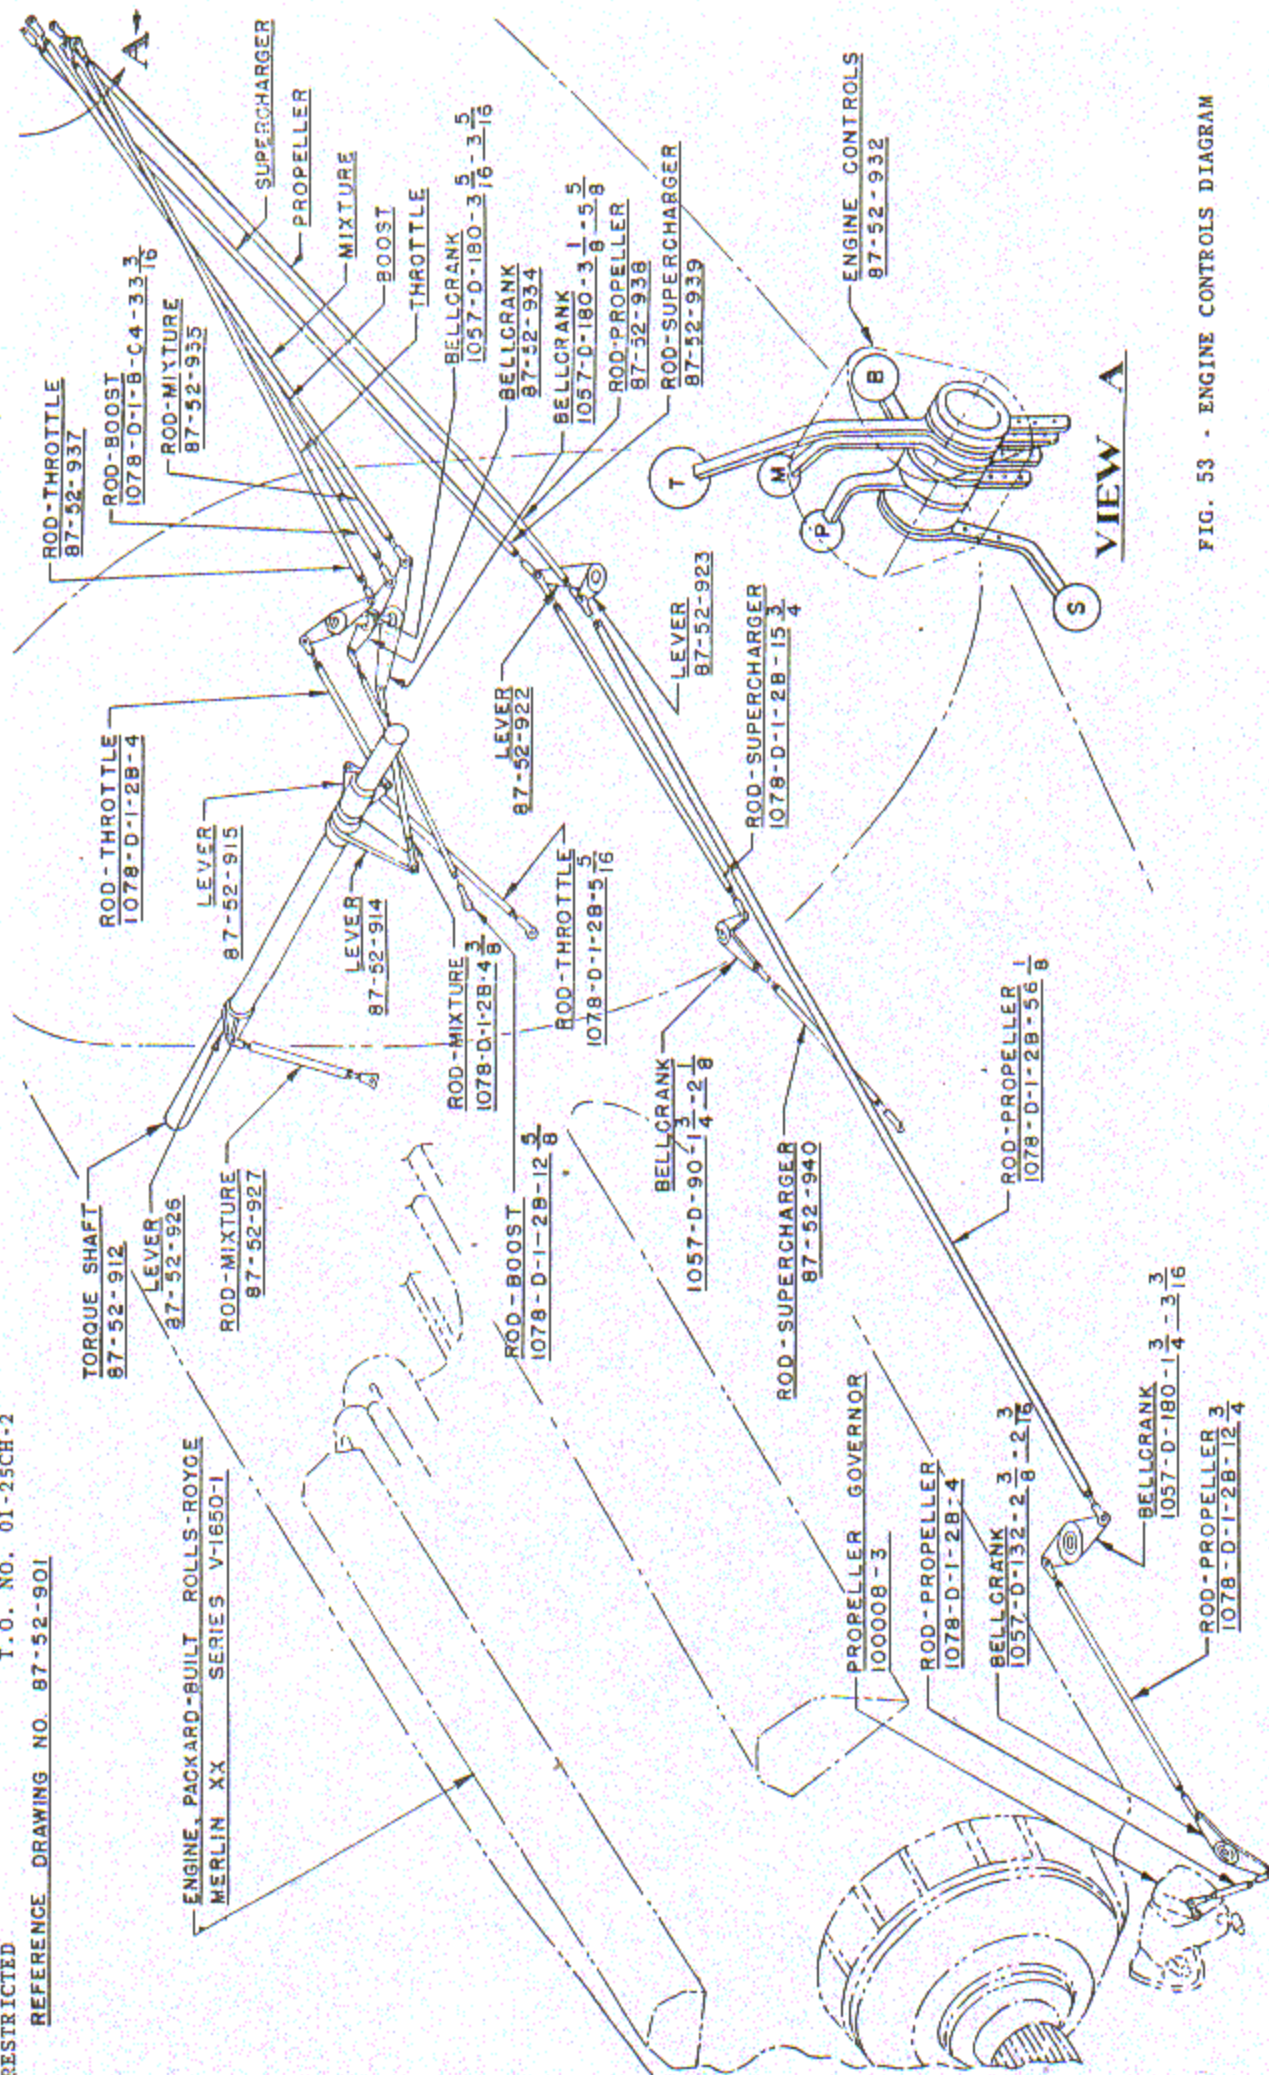 RESTRICTED
T.O. NO. 01-25CH-2
REFERENCE DRAWING NO. 87-52-901
ENGINE, PACKARD-BUILT ROLLS-ROYCE
MERLIN XX SERIES V-1650-1
TORQUE SHAFT
87-52-912
LEVER
87-52-926
ROD-MIXTURE
87-52-927
ROD-THROTTLE
1078-D-1-2B-4
LEVER
87-52-915
LEVER
87-52-914
ROD-MIXTURE
1078-D-1-2B-4 3/8
ROD-BOOST
1078-D-1-2B-12 5/8
ROD-THROTTLE
1078-D-1-2B-5 5/16
ROD-THROTTLE
87-52-937
ROD-BOOST
1078-D-1-B-C4-33 3/16
ROD-MIXTURE
87-52-935
A
SUPERCHARGER
PROPELLER
MIXTURE
BOOST
THROTTLE
BELLCRANK
1057-D-180-3 5/16-3 5/16
BELLCRANK
87-52-934
BELLCRANK
1057-D-180-3 1/8-5 5/8
ROD-PROPELLER
87-52-938
ROD-SUPERCHARGER
87-52-939
LEVER
87-52-922
LEVER
87-52-923
ROD-SUPERCHARGER
1078-D-1-2B-15 3/4
BELLCRANK
1057-D-90-1 3/4-2 1/8
ROD-SUPERCHARGER
87-52-940
ROD-PROPELLER
1078-D-1-2B-56 1/8
PROPELLER GOVERNOR
10008-3
ROD-PROPELLER
1078-D-1-2B-4
BELLCRANK
1057-D-132-2 3/8-2 3/16
BELLCRANK
1057-D-180-1 3/4-3 3/16
ROD-PROPELLER
1078-D-1-2B-12 3/4
ENGINE CONTROLS
87-52-932
T
M
B
P
S
VIEW A
FIG. 53 - ENGINE CONTROLS DIAGRAM